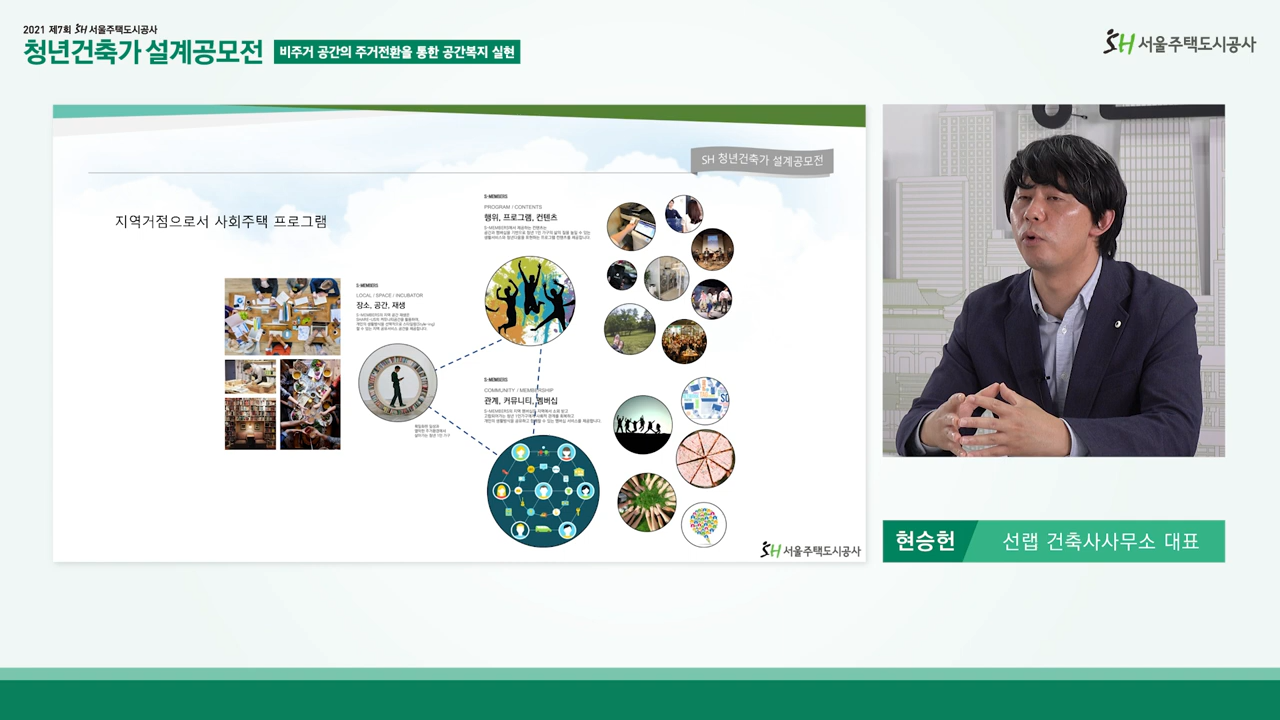 2021 제7회 SH 서울주택도시공사
청년건축가 설계공모전
비주거 공간의 주거전환을 통한 공간복지 실현
SH 서울주택도시공사
SH 청년건축가 설계공모전
지역거점으로서 사회주택 프로그램
S-MEMBERS
PROGRAM / CONTENTS
행위, 프로그램, 컨텐츠
S-MEMBERS
LOCAL / SPACE / INCUBATOR
장소, 공간, 재생
S-MEMBERS
COMMUNITY / MEMBERSHIP
관계, 커뮤니티, 멤버십
SH 서울주택도시공사
현승헌
선랩 건축사사무소 대표